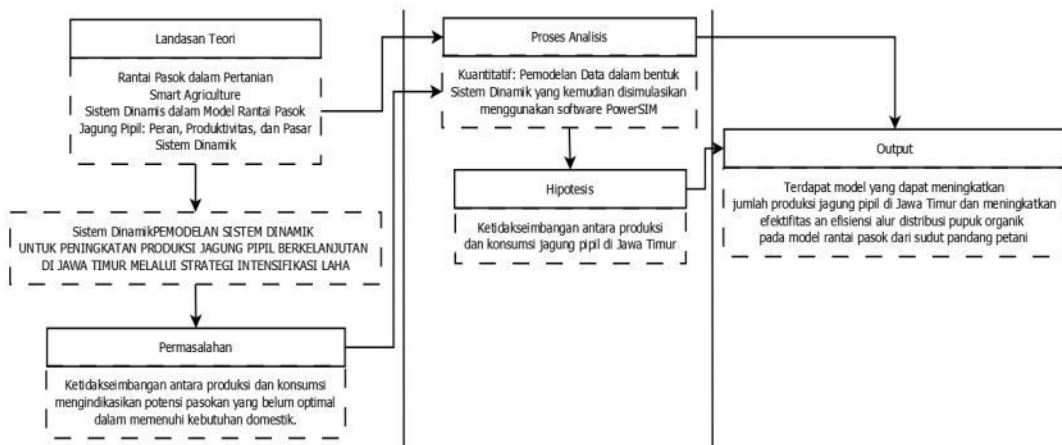 Landasan Teori
Rantai Pasok dalam Pertanian
Smart Agriculture
Sistem Dinamis dalam Model Rantai Pasok
Jagung Pipil: Peran, Produktivitas, dan Pasar
Sistem Dinamik
Sistem DinamikPEMODELAN SISTEM DINAMIK
UNTUK PENINGKATAN PRODUKSI JAGUNG PIPIL BERKELANJUTAN
DI JAWA TIMUR MELALUI STRATEGI INTENSIFIKASI LAHA
Permasalahan
Ketidakseimbangan antara produksi dan konsumsi
mengindikasikan potensi pasokan yang belum optimal
dalam memenuhi kebutuhan domestik.
Proses Analisis
Kuantitatif: Pemodelan Data dalam bentuk
Sistem Dinamik yang kemudian disimulasikan
menggunakan software PowerSIM
Hipotesis
Ketidakseimbangan antara produksi
dan konsumsi jagung pipil di Jawa Timur
Output
Terdapat model yang dapat meningkatkan
jumlah produksi jagung pipil di Jawa Timur dan meningkatkan
efektifitas an efisiensi alur distribusi pupuk organik
pada model rantai pasok dari sudut pandang petani